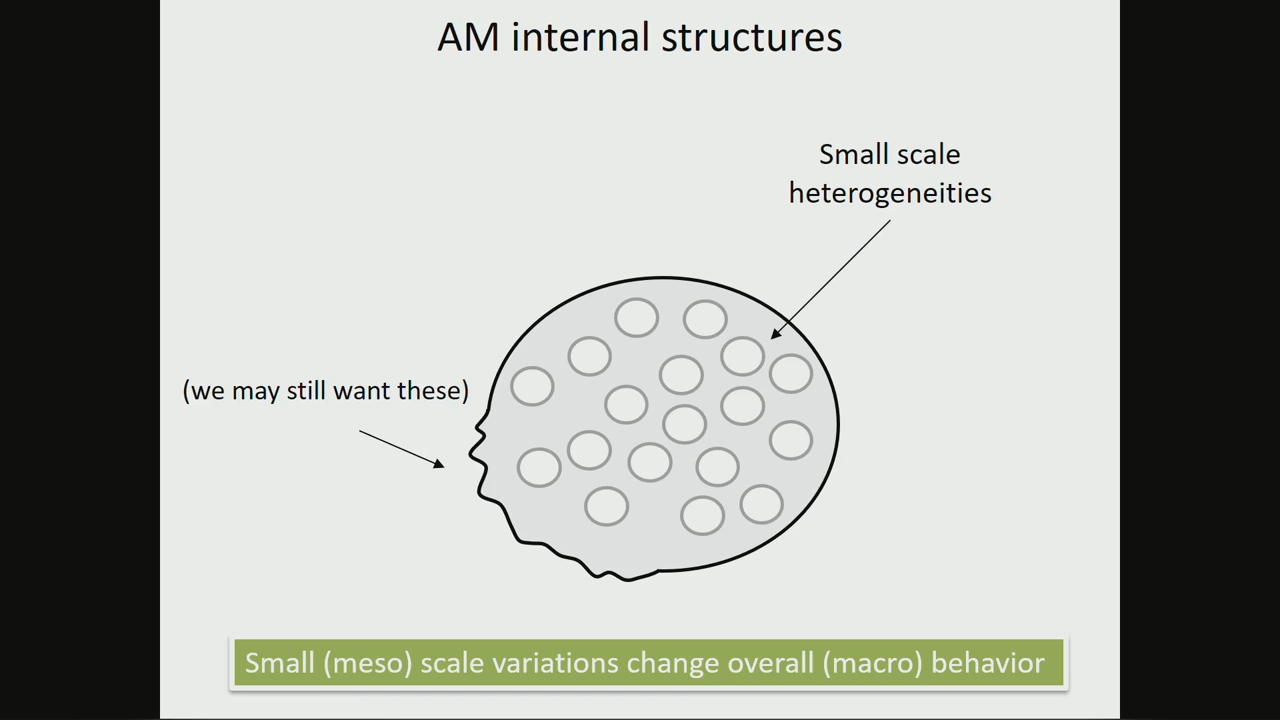 AM internal structures
Small scale
heterogeneities
(we may still want these)
Small (meso) scale variations change overall (macro) behavior